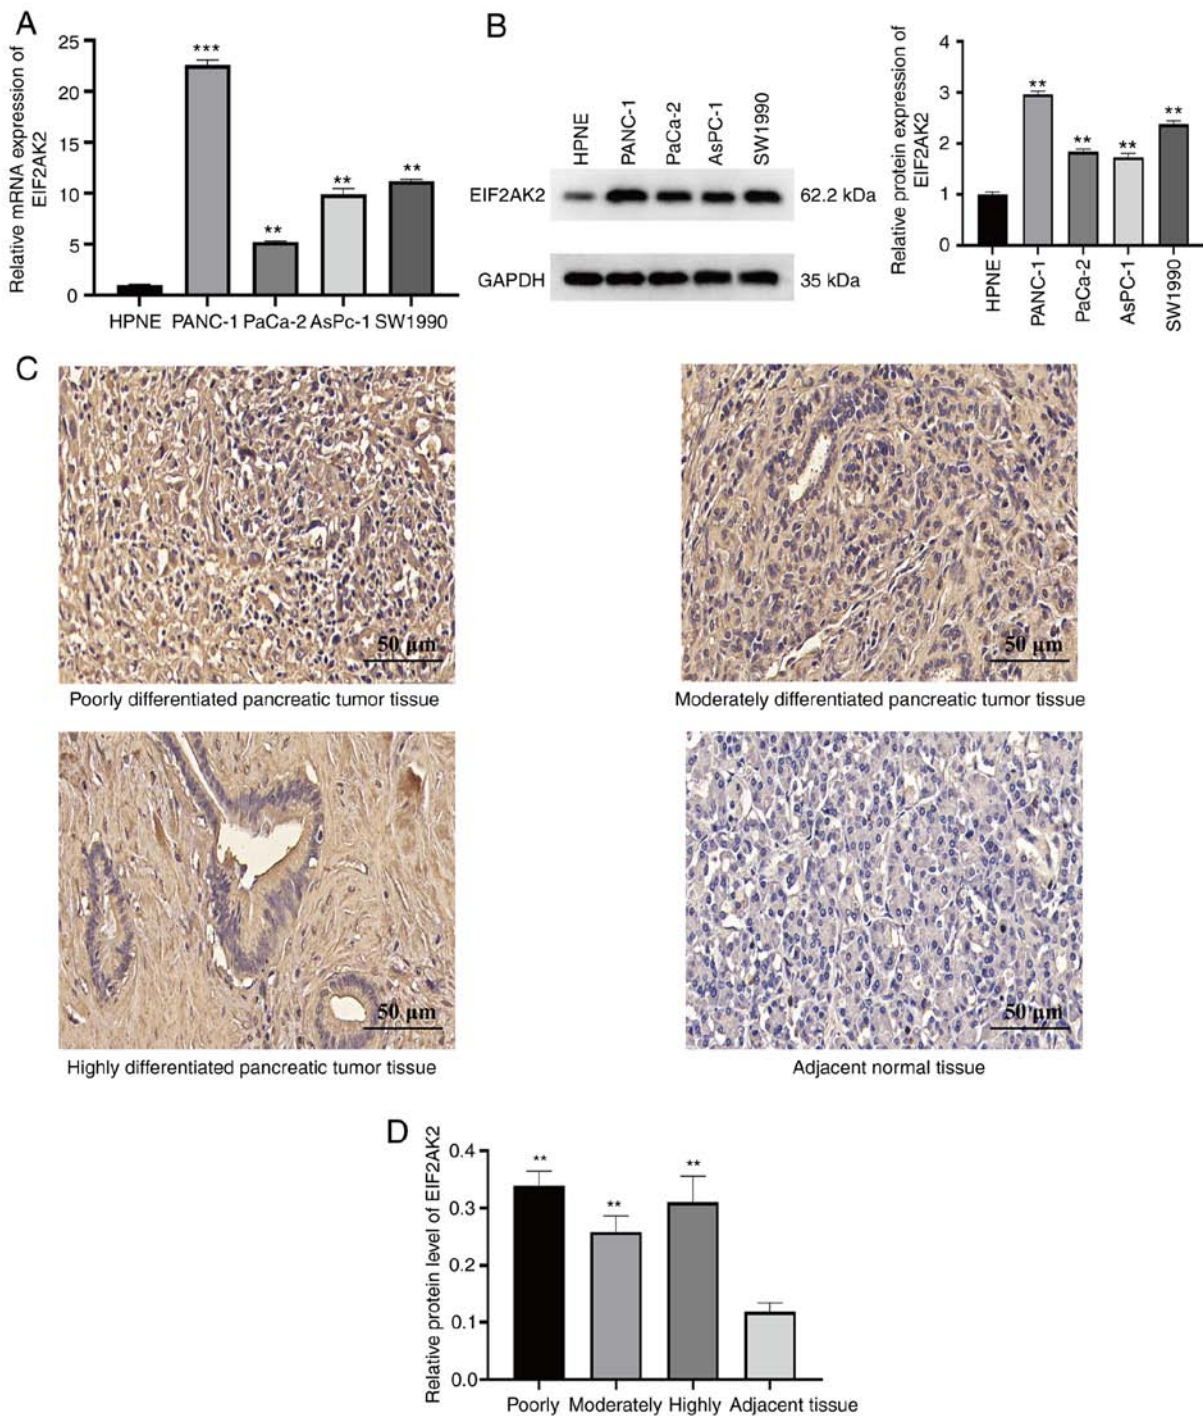 A
Relative mRNA expression of
EIF2AK2
25
20
15
10
5
0
***
**
**
**
HPNE PANC-1 PaCa-2 AsPc-1 SW1990
B
HPNE
PANC-1
PaCa-2
AsPC-1
SW1990
EIF2AK2
62.2 kDa
GAPDH
35 kDa
Relative protein expression of
EIF2AK2
4
3
2
1
0
**
**
**
**
HPNE
PANC-1
PaCa-2
AsPC-1
SW1990
C
50 µm
Poorly differentiated pancreatic tumor tissue
50 µm
Moderately differentiated pancreatic tumor tissue
50 µm
Highly differentiated pancreatic tumor tissue
50 µm
Adjacent normal tissue
D
Relative protein level of EIF2AK2
0.4
0.3
0.2
0.1
0.0
**
**
**
Poorly Moderately Highly Adjacent tissue